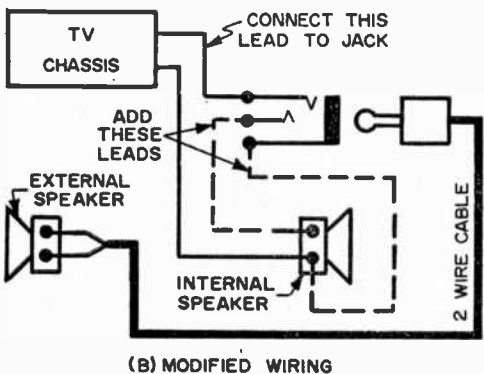 TV
CHASSIS
CONNECT THIS
LEAD TO JACK
ADD
THESE
LEADS
EXTERNAL
SPEAKER
INTERNAL
SPEAKER
2 WIRE CABLE
(B) MODIFIED WIRING